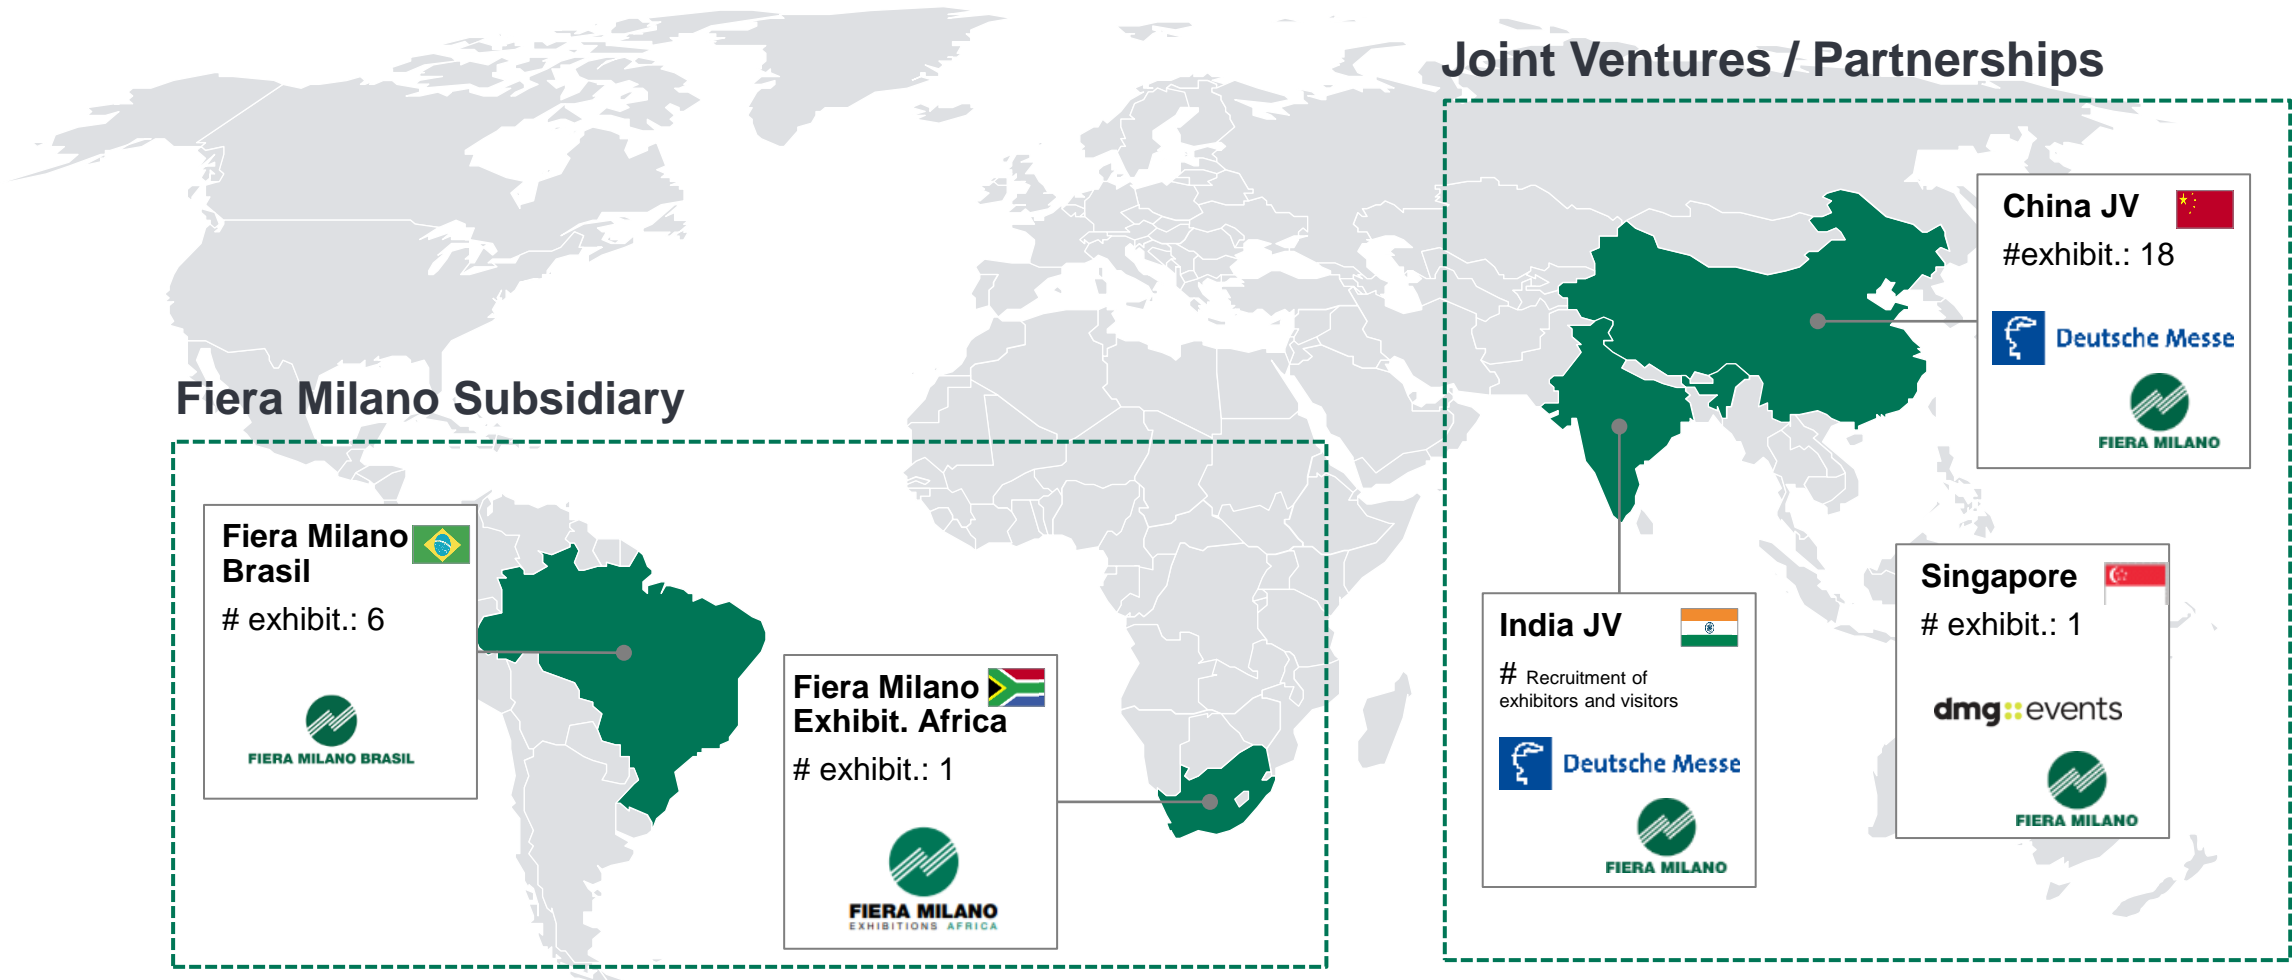 Joint Ventures / Partnerships
China JV
#exhibit.: 18
Deutsche Messe
FIERA MILANO
Fiera Milano Subsidiary
Fiera Milano
Brasil
# exhibit.: 6
FIERA MILANO BRASIL
Fiera Milano
Exhibit. Africa
# exhibit.: 1
FIERA MILANO
EXHIBITIONS AFRICA
India JV
# Recruitment of
exhibitors and visitors
Deutsche Messe
FIERA MILANO
Singapore
# exhibit.: 1
dmg::events
FIERA MILANO